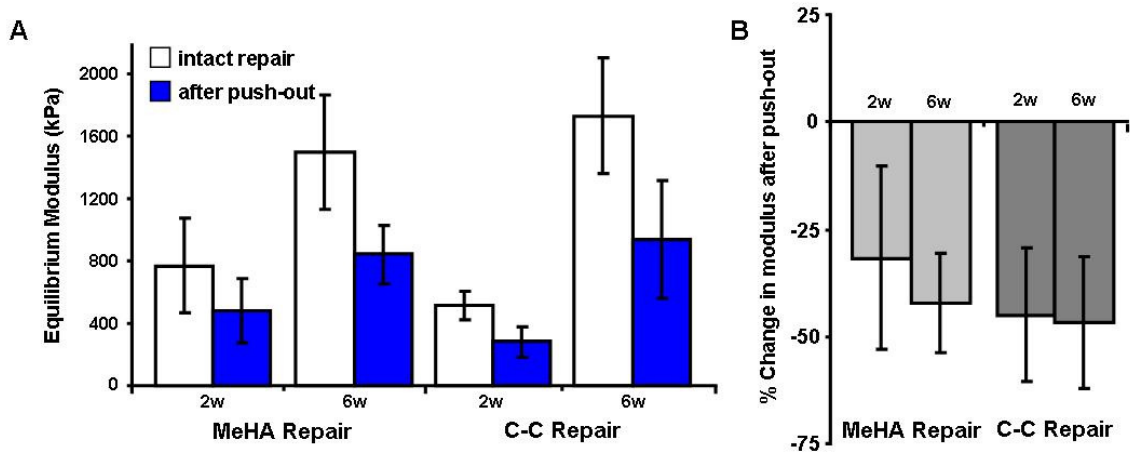 A
Equilibrium Modulus (kPa)
2000
1600
1200
800
400
0
intact repair
after push-out
2w
6w
2w
6w
MeHA Repair
C-C Repair
B
% Change in modulus after push-out
25
0
-25
-50
-75
2w
6w
2w
6w
MeHA Repair
C-C Repair